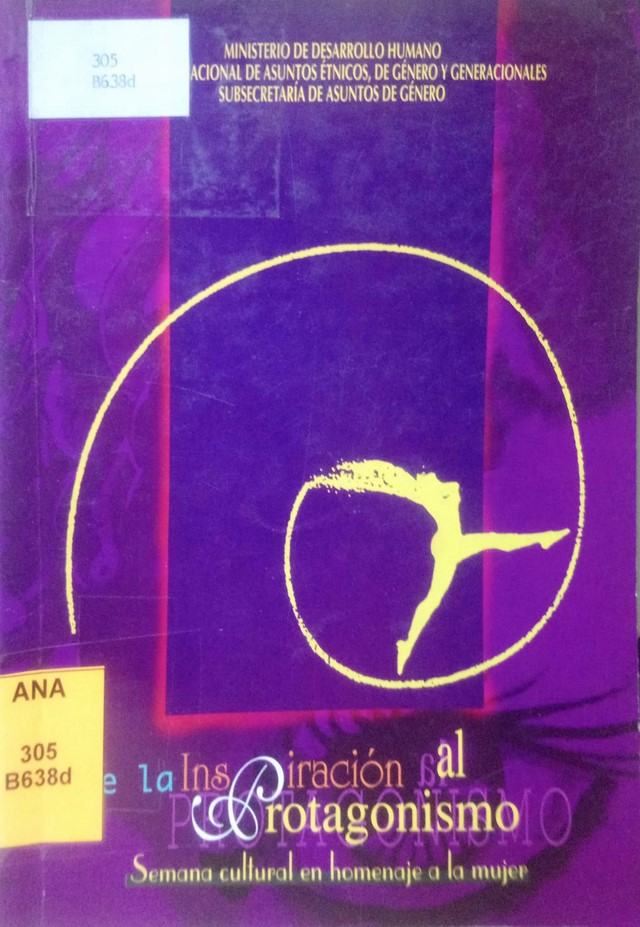 305
B638d
MINISTERIO DE DESARROLLO HUMANO
ACIONAL DE ASUNTOS ÉTNICOS, DE GÉNERO Y GENERACIONALES
SUBSECRETARÍA DE ASUNTOS DE GÉNERO
ANA
305
B638d
e la Inspiración al
Protagonismo
PROTAGONISMO
Semana cultural en homenaje a la mujer